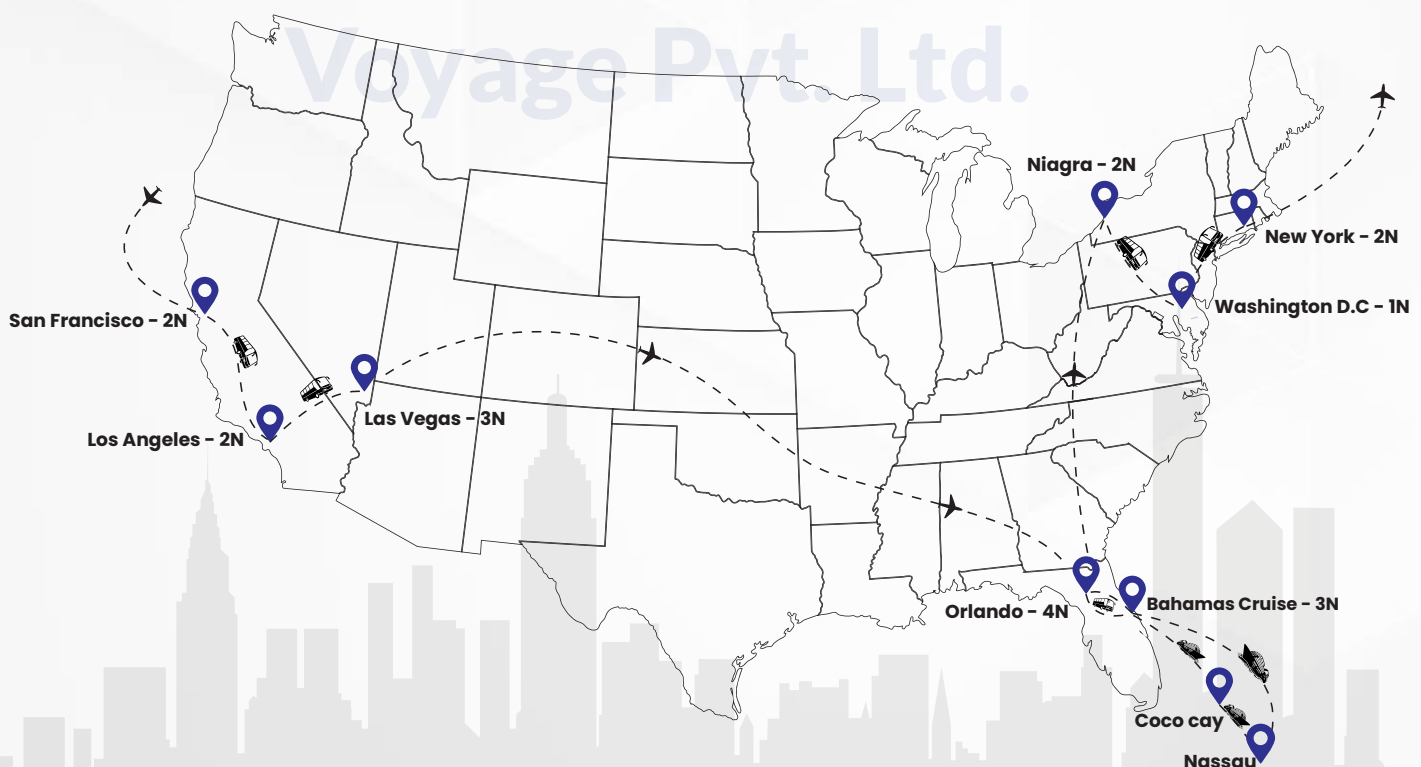 Voyage Pvt. Ltd.
Niagra - 2N
New York - 2N
Washington D.C - 1N
San Francisco - 2N
Las Vegas - 3N
Los Angeles - 2N
Orlando - 4N
Bahamas Cruise - 3N
Coco cay
Nassau